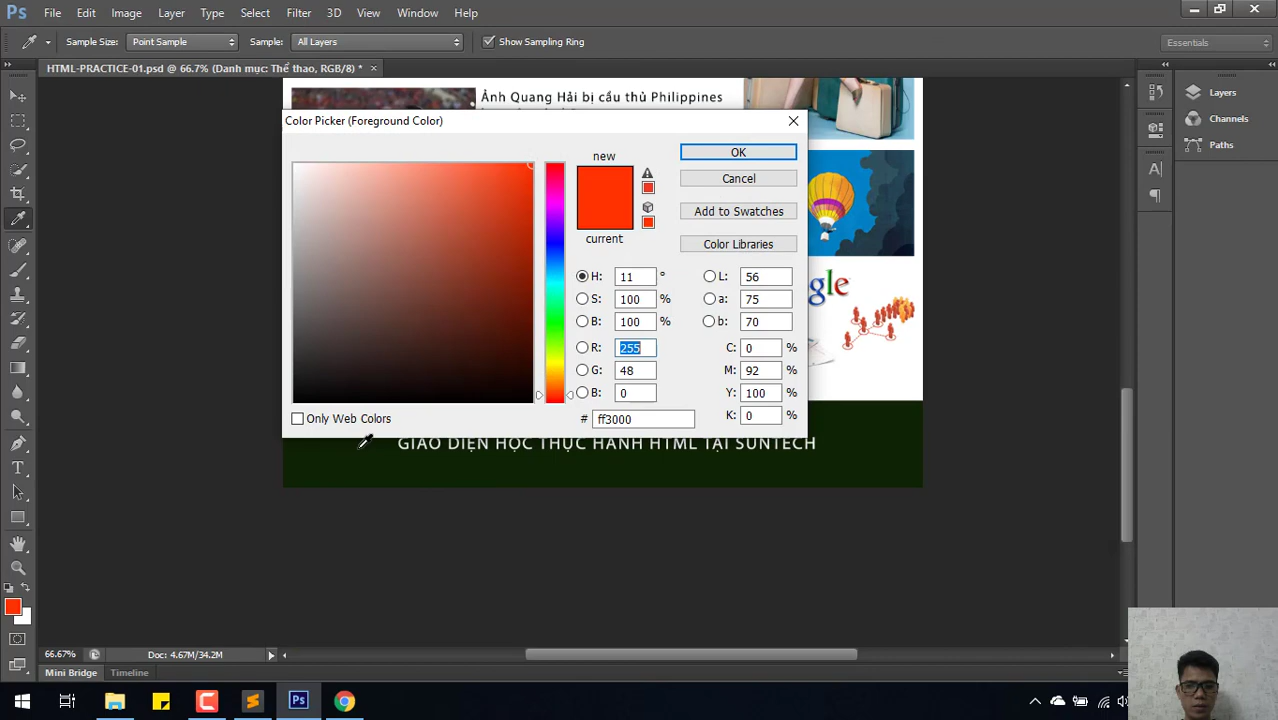 Ps File Edit Image Layer Type Select Filter 3D View Window Help
Sample Size: Point Sample Sample: All Layers Show Sampling Ring Essentials
HTML-PRACTICE-01.psd @ 66.7% (Danh mục: Thể thao, RGB/8) * ×
Ảnh Quang Hải bị cầu thủ Philippines
Color Picker (Foreground Color)
new
OK
Cancel
Add to Swatches
current
Color Libraries
H: 11 ° L: 56
S: 100 % a: 75
B: 100 % b: 70
R: 255 C: 0 %
G: 48 M: 92 %
B: 0 Y: 100 %
Only Web Colors # ff3000 K: 0 %
gle
GIAO DIỆN HỌC THỰC HÀNH HTML TẠI SUNTECH
Layers
Channels
Paths
66.67% Doc: 4.67M/34.2M
Mini Bridge Timeline
Ps